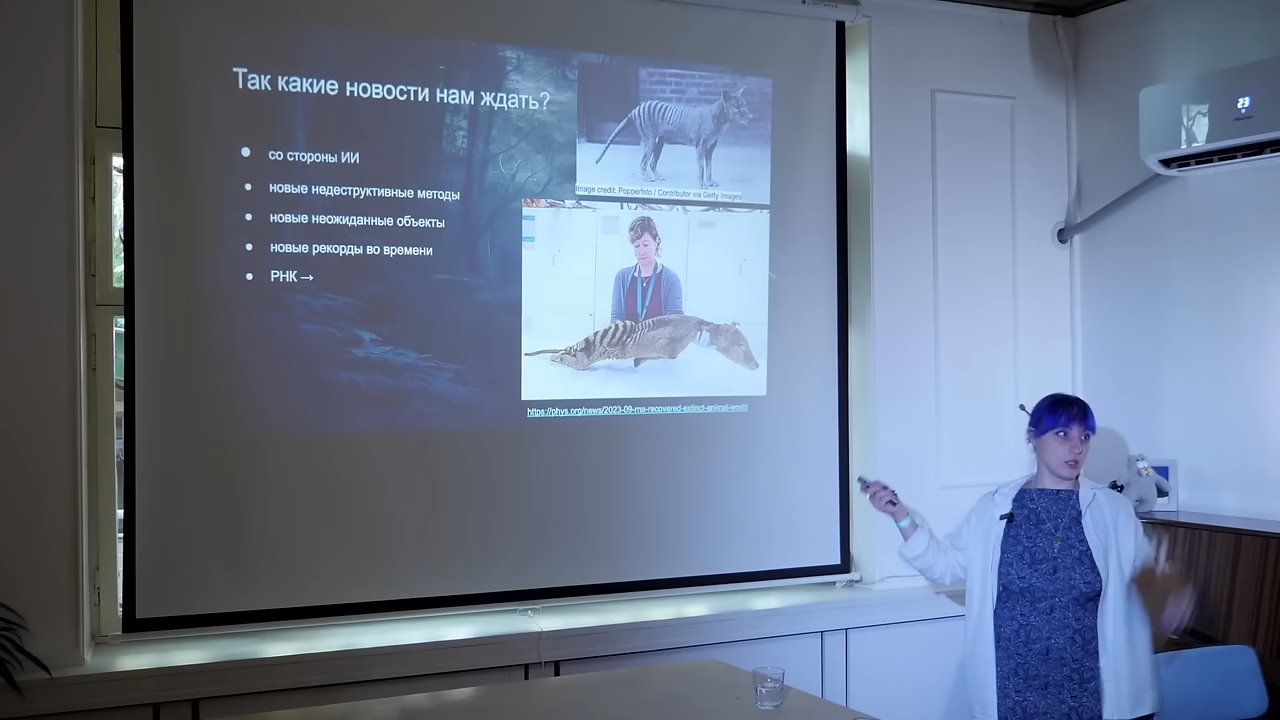 Так какие новости нам ждать?
со стороны ИИ
новые недеструктивные методы
новые неожиданные объекты
новые рекорды во времени
РНК →
Image credit: Popperfoto / Contributor via Getty Images
https://phys.org/news/2023-09-rna-recovered-extinct-animal-world
23